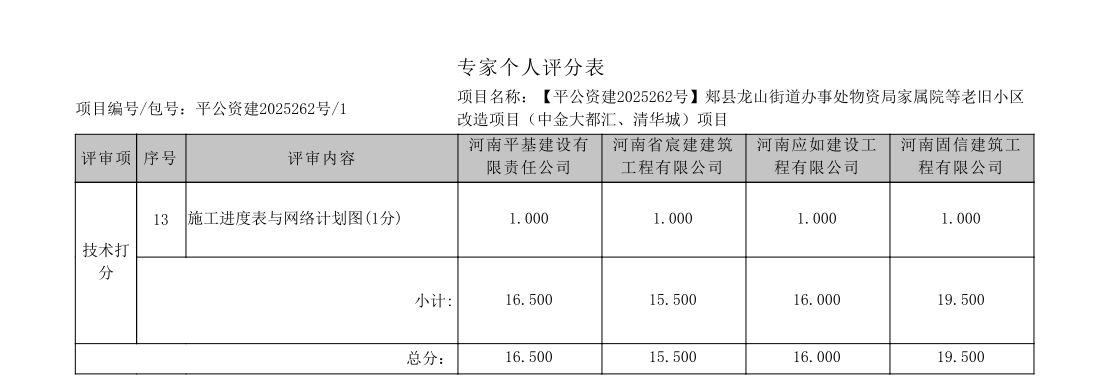 专家个人评分表
项目编号/包号：平公资建2025262号/1
项目名称：【平公资建2025262号】郏县龙山街道办事处物资局家属院等老旧小区
改造项目（中金大都汇、清华城）项目
评审项
序号
评审内容
河南平基建设有
限责任公司
河南省宸建建筑
工程有限公司
河南应如建设工
程有限公司
河南固信建筑工
程有限公司
技术打
分
13
施工进度表与网络计划图(1分)
1.000
1.000
1.000
1.000
小计:
16.500
15.500
16.000
19.500
总分：
16.500
15.500
16.000
19.500